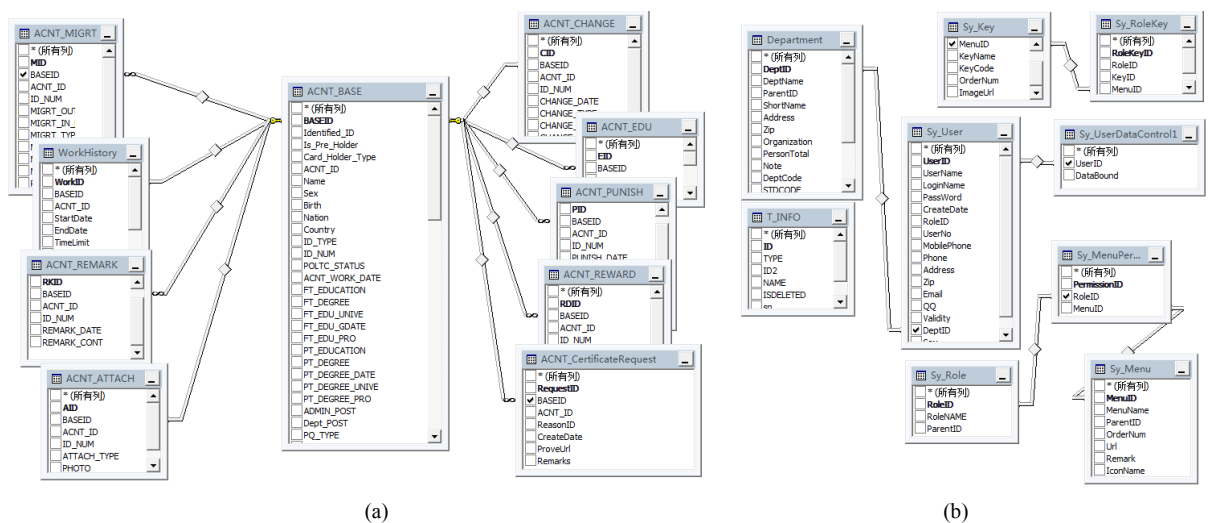 ACNT_MIGRT
* (所有列)
MID
BASEID
ACNT_ID
ID_NUM
MIGRT_OUT
MIGRT_IN_
MIGRT_TYP
WorkHistory
* (所有列)
WorkID
BASEID
ACNT_ID
StartDate
EndDate
TimeLimit
ACNT_REMARK
RKID
BASEID
ACNT_ID
ID_NUM
REMARK_DATE
REMARK_CONT
ACNT_ATTACH
* (所有列)
AID
BASEID
ACNT_ID
ID_NUM
ATTACH_TYPE
PHOTO
ACNT_BASE
* (所有列)
BASEID
Identified_ID
Is_Pre_Holder
Card_Holder_Type
ACNT_ID
Name
Sex
Birth
Nation
Country
ID_TYPE
ID_NUM
POLTC_STATUS
ACNT_WORK_DATE
FT_EDUCATION
FT_DEGREE
FT_EDU_UNIVE
FT_EDU_GDATE
FT_EDU_PRO
PT_EDUCATION
PT_DEGREE
PT_DEGREE_DATE
PT_DEGREE_UNIVE
PT_DEGREE_PRO
ADMIN_POST
Dept_POST
PQ_TYPE
ACNT_CHANGE
* (所有列)
CID
BASEID
ACNT_ID
ID_NUM
CHANGE_DATE
CHANGE_TYPE
CHANGE_
CHANGE
ACNT_EDU
* (所有列)
EID
BASEID
ACNT_PUNISH
PID
BASEID
ACNT_ID
ID_NUM
PUNISH_DATE
ACNT_REWARD
* (所有列)
RDID
BASEID
ACNT_ID
ID_NUM
ACNT_CertificateRequest
* (所有列)
RequestID
BASEID
ACNT_ID
ReasonID
CreateDate
ProveUrl
Remarks
(a)
Department
* (所有列)
DeptID
DeptName
ParentID
ShortName
Address
Zip
Organization
PersonTotal
Note
DeptCode
STDCODE
T_INFO
* (所有列)
ID
TYPE
ID2
NAME
ISDELETED
sn
Sy_Key
MenuID
KeyName
KeyCode
OrderNum
ImageUrl
Sy_RoleKey
* (所有列)
RoleKeyID
RoleID
KeyID
MenuID
Sy_User
* (所有列)
UserID
UserName
LoginName
PassWord
CreateDate
RoleID
UserNo
MobilePhone
Phone
Address
Zip
Email
QQ
Validity
DeptID
Sex
Sy_UserDataControl1
* (所有列)
UserID
DataBound
Sy_MenuPer...
* (所有列)
PermissionID
RoleID
MenuID
Sy_Role
* (所有列)
RoleID
RoleNAME
ParentID
Sy_Menu
* (所有列)
MenuID
MenuName
ParentID
OrderNum
Url
Remark
IconName
(b)